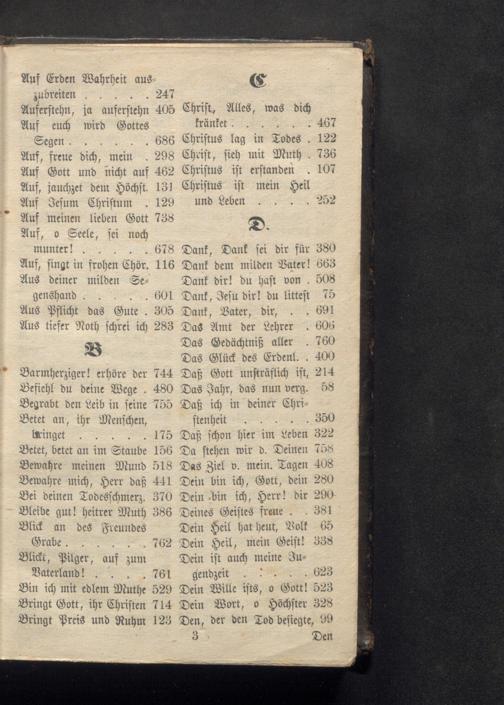 Auf Erden Wahrheit aus-
zubreiten . . . . . 247
Auferstehn, ja auferstehn 405
Auf euch wird Gottes
Segen . . . . . . 686
Auf, freue dich, mein . 298
Auf Gott und nicht auf 462
Auf, jauchzet dem Höchst. 131
Auf Jesum Christum . 129
Auf meinen lieben Gott 738
Auf, o Seele, sei noch
munter! . . . . . 678
Auf, singt in frohen Chör. 116
Aus deiner milden Se-
genshand . . . . . 601
Aus Pflicht das Gute . 305
Aus tiefer Noth schrei ich 283
B
Barmherziger! erhöre der 744
Befiehl du deine Wege . 480
Begrabt den Leib in seine 755
Betet an, ihr Menschen,
bringet . . . . . 175
Betet, betet an im Staube 156
Bewahre meinen Mund 518
Bewahre mich, Herr daß 441
Bei deinen Todesschmerz. 370
Bleibe gut! heitrer Muth 386
Blick an des Freundes
Grabe . . . . . . 762
Blickt, Pilger, auf zum
Vaterland! . . . . 761
Bin ich mit edlem Muthe 529
Bringt Gott, ihr Christen 714
Bringt Preis und Ruhm 123
C
Christ, Alles, was dich
kränket . . . . . . 467
Christus lag in Todes . 122
Christ, sieh mit Muth . 736
Christus ist erstanden . 107
Christus ist mein Heil
und Leben . . . . 252
D.
Dank, Dank sei dir für 380
Dank dem milden Vater! 663
Dank dir! du hast von . 508
Dank, Jesu dir! du littest 75
Dank, Vater, dir, . . 691
Das Amt der Lehrer . 606
Das Gedächtniß aller . 760
Das Glück des Erdenl. . 400
Daß Gott unsträflich ist, 214
Das Jahr, das nun verg. 58
Daß ich in deiner Chri-
stenheit . . . . . 350
Daß schon hier im Leben 322
Da stehen wir d. Deinen 758
Das Ziel v. mein. Tagen 408
Dein bin ich, Gott, dein 280
Dein bin ich, Herr! dir 290
Deines Geistes freue . . 381
Dein Heil hat heut, Volk 65
Dein Heil, mein Geist! 338
Dein ist auch meine Ju-
gendzeit . . . . . 623
Dein Wille ists, o Gott! 523
Dein Wort, o Höchster 328
Den, der den Tod besiegte, 99
3 Den